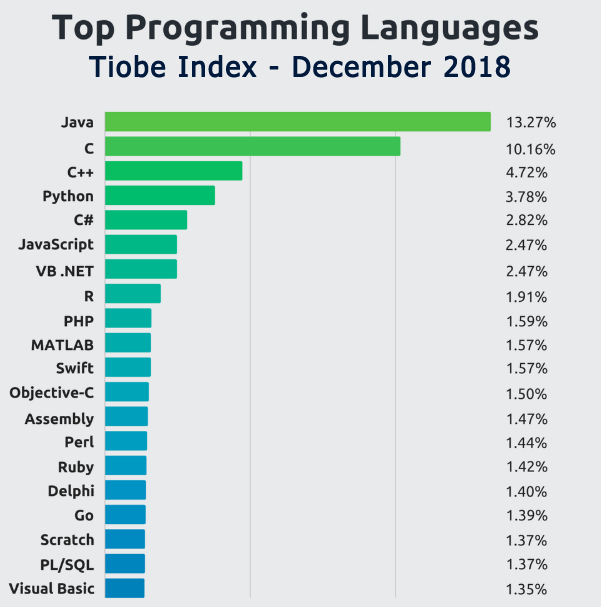 Top Programming Languages
Tiobe Index - December 2018
Java 13.27%
C 10.16%
C++ 4.72%
Python 3.78%
C# 2.82%
JavaScript 2.47%
VB .NET 2.47%
R 1.91%
PHP 1.59%
MATLAB 1.57%
Swift 1.57%
Objective-C 1.50%
Assembly 1.47%
Perl 1.44%
Ruby 1.42%
Delphi 1.40%
Go 1.39%
Scratch 1.37%
PL/SQL 1.37%
Visual Basic 1.35%